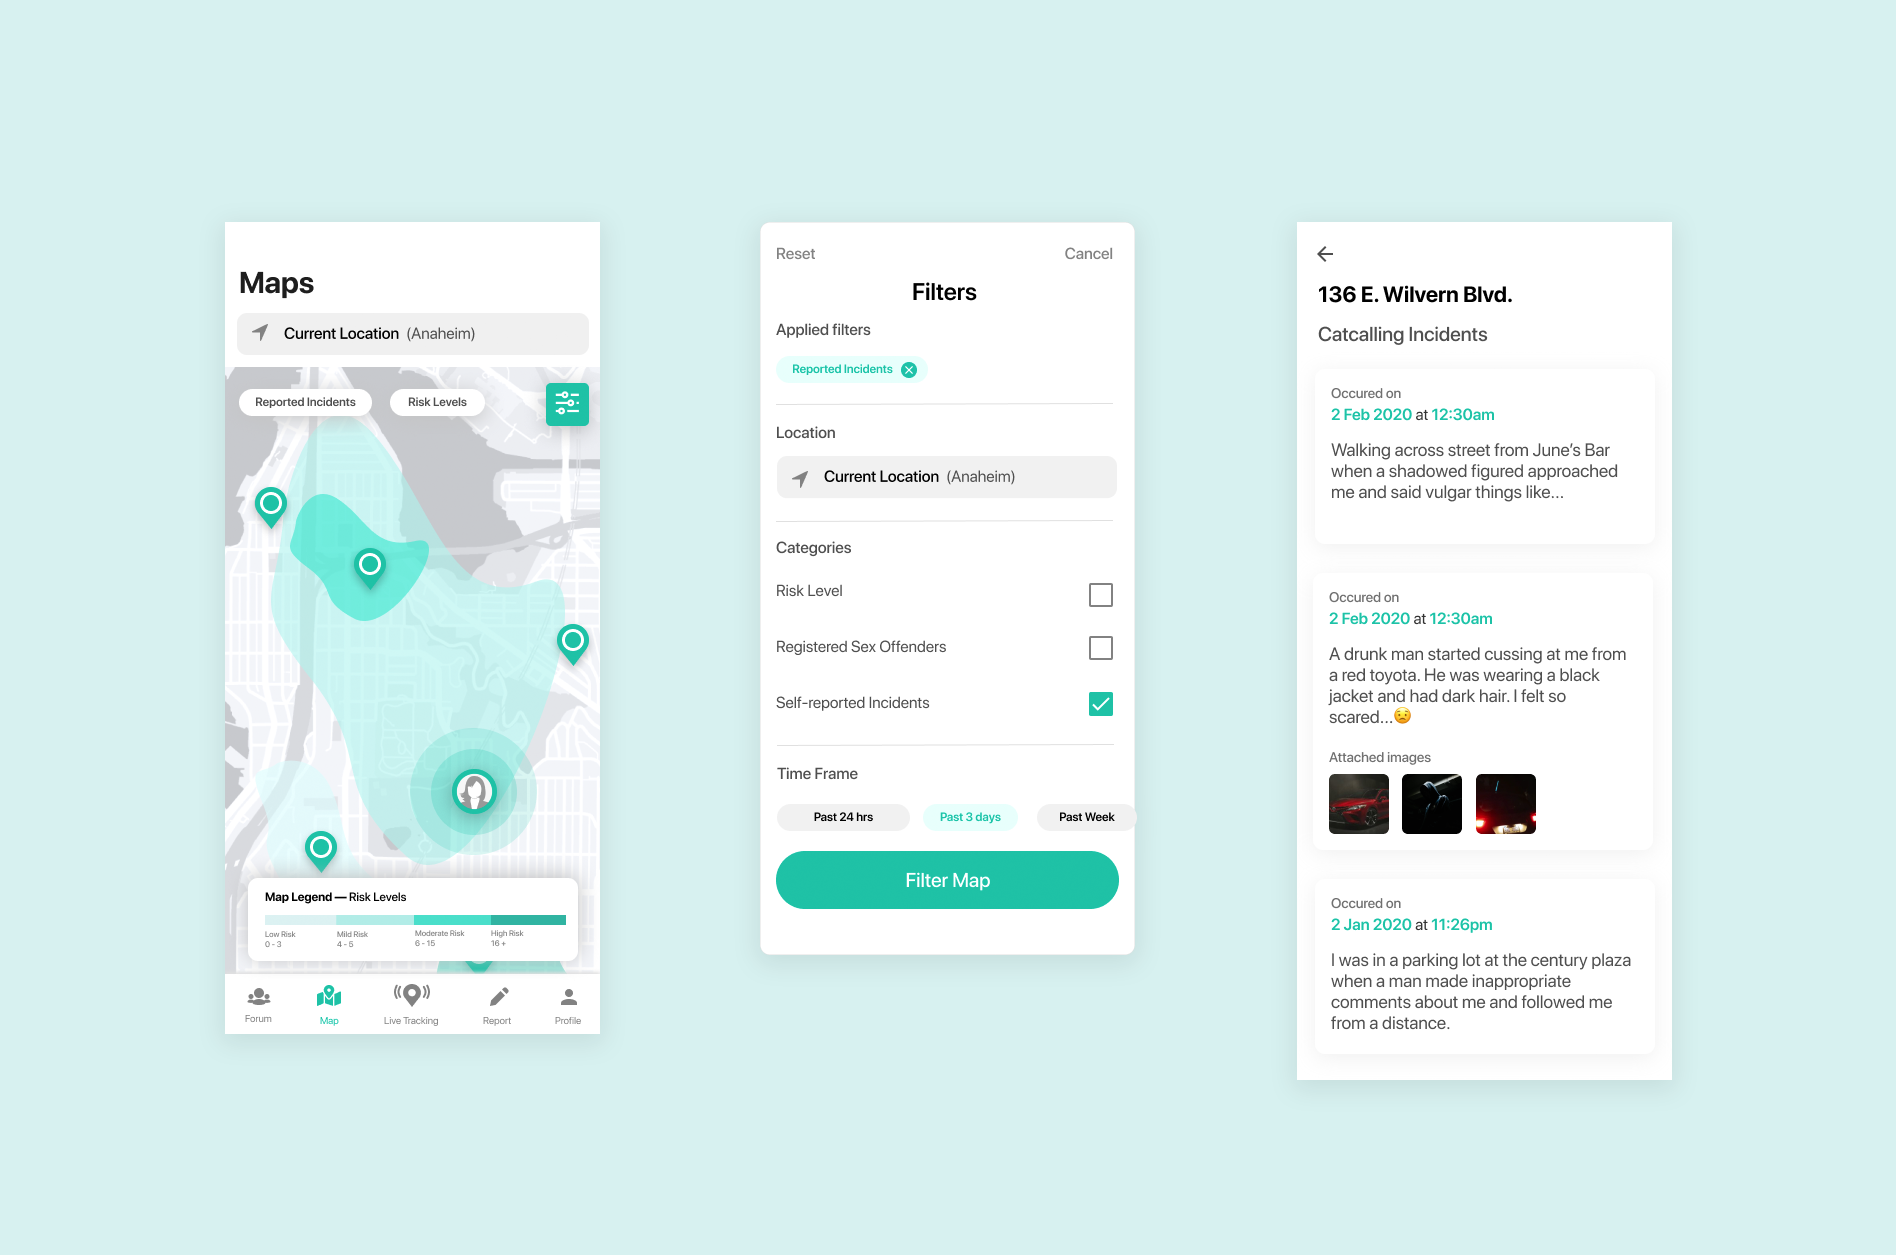 Maps
Current Location (Anaheim)
Reported Incidents
Risk Levels
Map Legend — Risk Levels
Low Risk
0 - 3
Mild Risk
4 - 5
Moderate Risk
6 - 15
High Risk
16 +
Forum
Map
Live Tracking
Report
Profile
Reset
Cancel
Filters
Applied filters
Reported Incidents
Location
Current Location (Anaheim)
Categories
Risk Level
Registered Sex Offenders
Self-reported Incidents
Time Frame
Past 24 hrs
Past 3 days
Past Week
Filter Map
136 E. Wilvern Blvd.
Catcalling Incidents
Occured on
2 Feb 2020 at 12:30am
Walking across street from June’s Bar
when a shadowed figured approached
me and said vulgar things like...
Occured on
2 Feb 2020 at 12:30am
A drunk man started cussing at me from
a red toyota. He was wearing a black
jacket and had dark hair. I felt so
scared...😟
Attached images
Occured on
2 Jan 2020 at 11:26pm
I was in a parking lot at the century plaza
when a man made inappropriate
comments about me and followed me
from a distance.